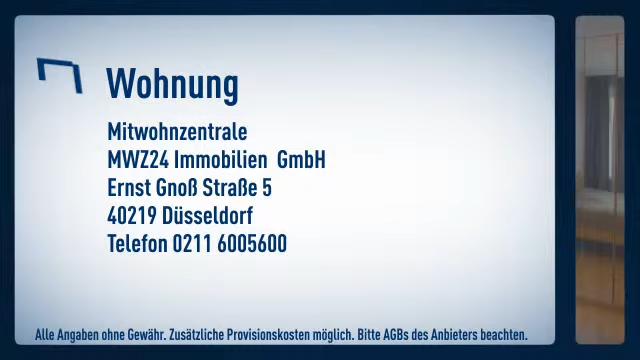 Wohnung
Mitwohnzentrale
MWZ24 Immobilien GmbH
Ernst Gnoß Straße 5
40219 Düsseldorf
Telefon 0211 6005600
Alle Angaben ohne Gewähr. Zusätzliche Provisionskosten möglich. Bitte AGBs des Anbieters beachten.